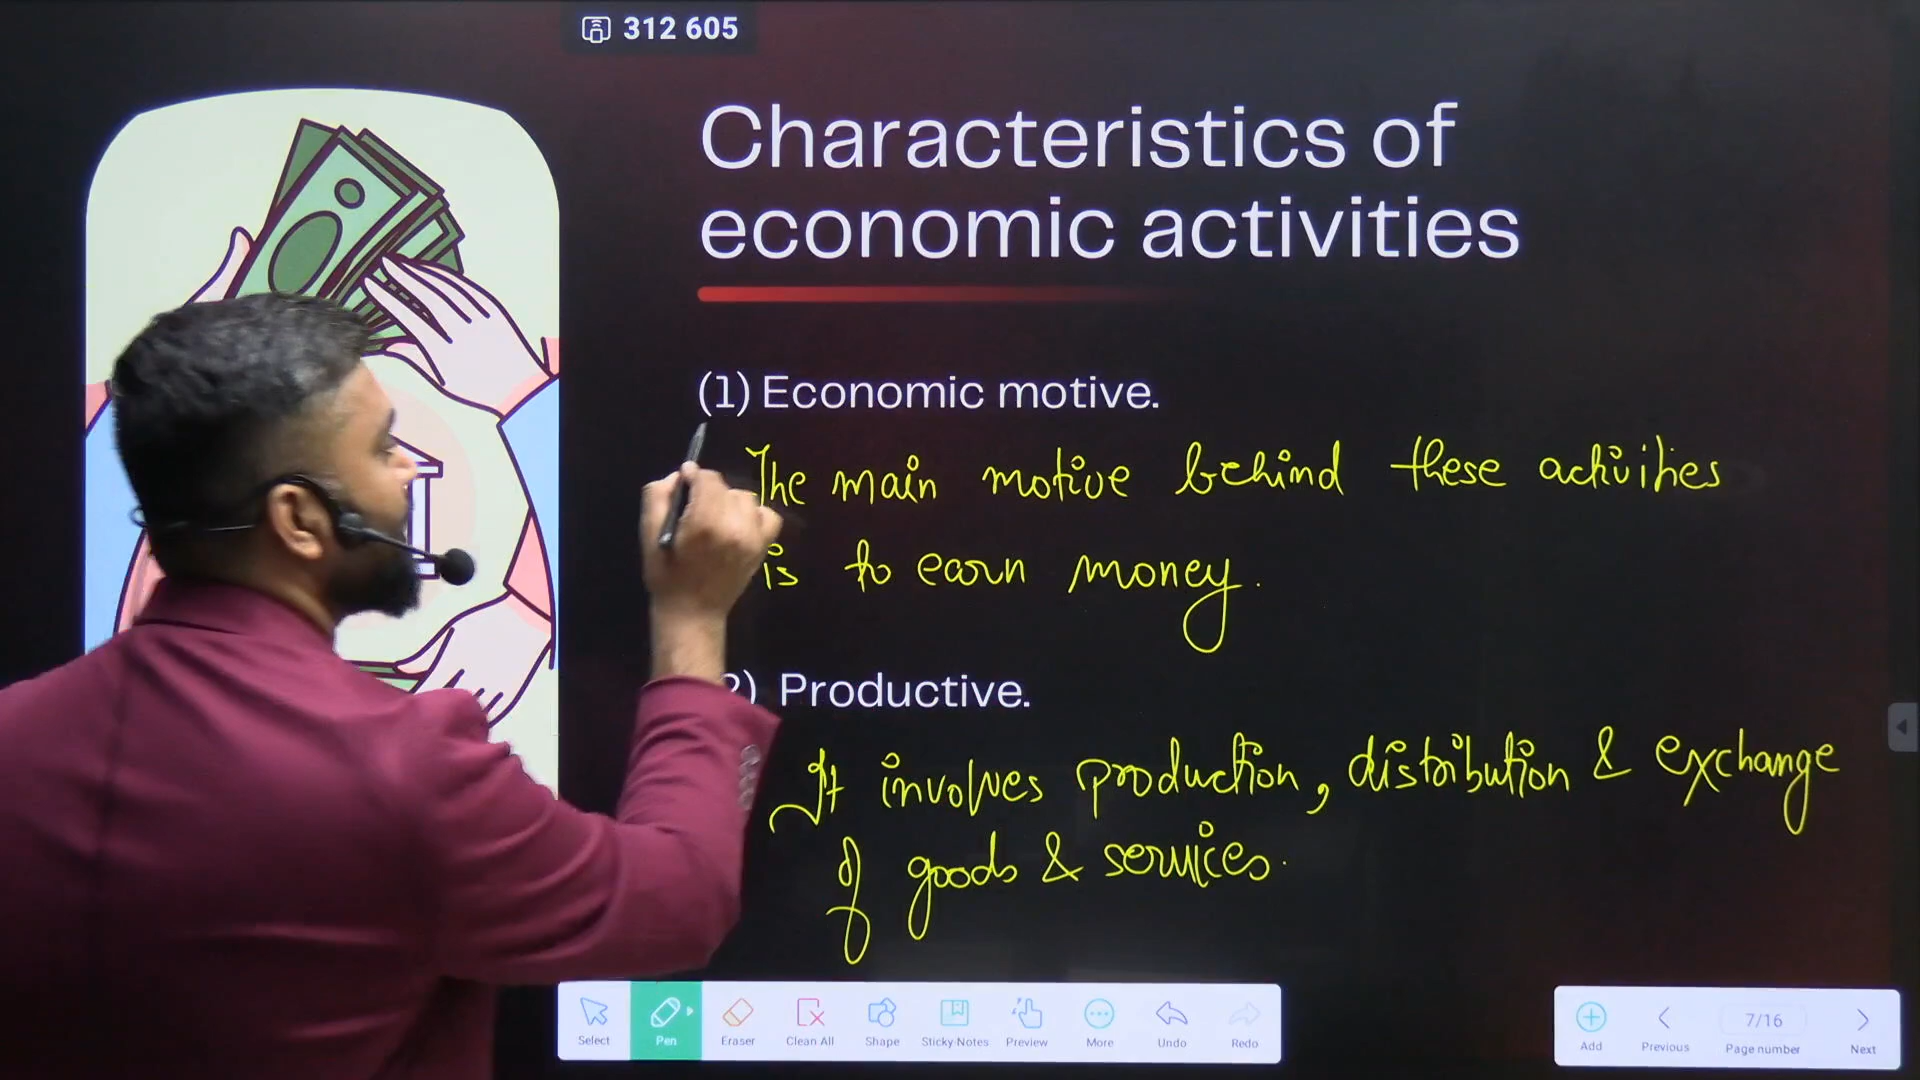 312 605
Characteristics of
economic activities
(1) Economic motive.
The main motive behind these activities
is to earn money.
2) Productive.
It involves production, distribution & exchange
of goods & services.
Select Pen Eraser Clean All Shape Sticky Notes Preview More Undo Redo
Add Previous 7/16 Page number Next